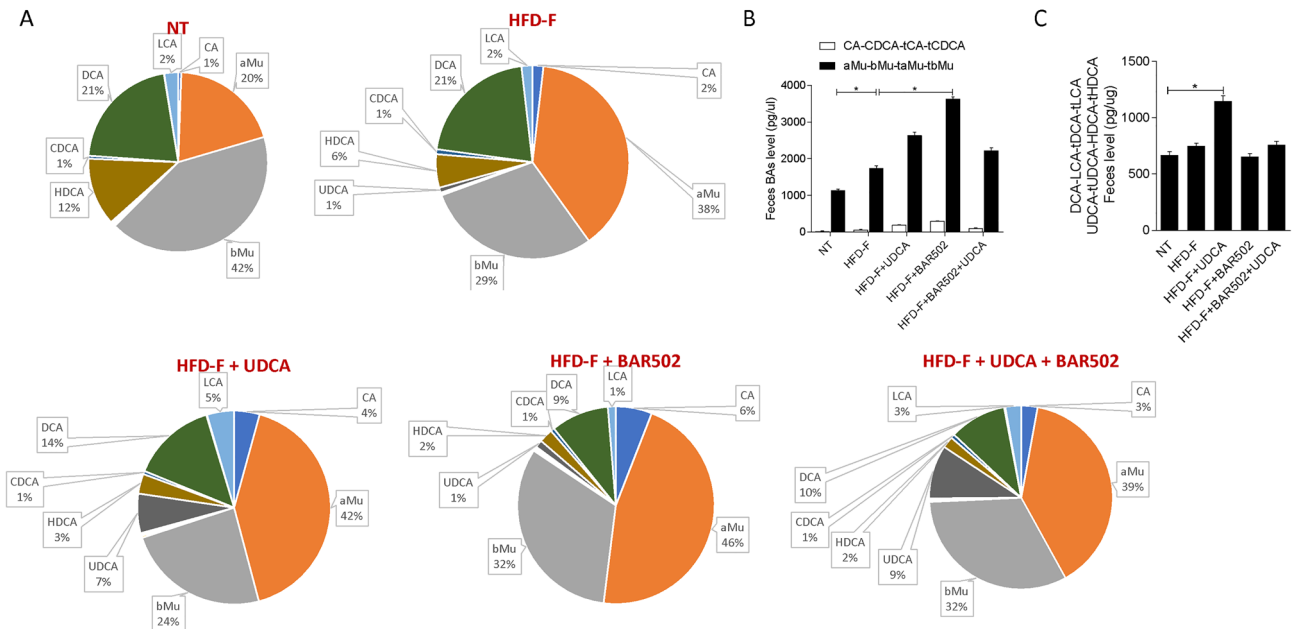 A
NT
LCA
2%
CA
1%
aMu
20%
DCA
21%
CDCA
1%
HDCA
12%
bMu
42%
HFD-F
LCA
2%
CA
2%
DCA
21%
CDCA
1%
HDCA
6%
UDCA
1%
aMu
38%
bMu
29%
B
CA-CDCA-tCA-tCDCA
aMu-bMu-taMu-tbMu
Feces BAs level (pg/ul)
4000
3000
2000
1000
0
*
*
NT
HFD-F
HFD-F+UDCA
HFD-F+BAR502
HFD-F+BAR502+UDCA
C
DCA-LCA-tDCA-tLCA
UDCA-tUDCA-HDCA-tHDCA
Feces level (pg/ug)
1500
1000
500
0
*
NT
HFD-F
HFD-F+UDCA
HFD-F+BAR502
HFD-F+BAR502+UDCA
HFD-F + UDCA
LCA
5%
CA
4%
DCA
14%
CDCA
1%
HDCA
3%
UDCA
7%
aMu
42%
bMu
24%
HFD-F + BAR502
LCA
1%
DCA
9%
CA
6%
CDCA
1%
HDCA
2%
UDCA
1%
aMu
46%
bMu
32%
HFD-F + UDCA + BAR502
LCA
3%
CA
3%
aMu
39%
DCA
10%
CDCA
1%
HDCA
2%
UDCA
9%
bMu
32%